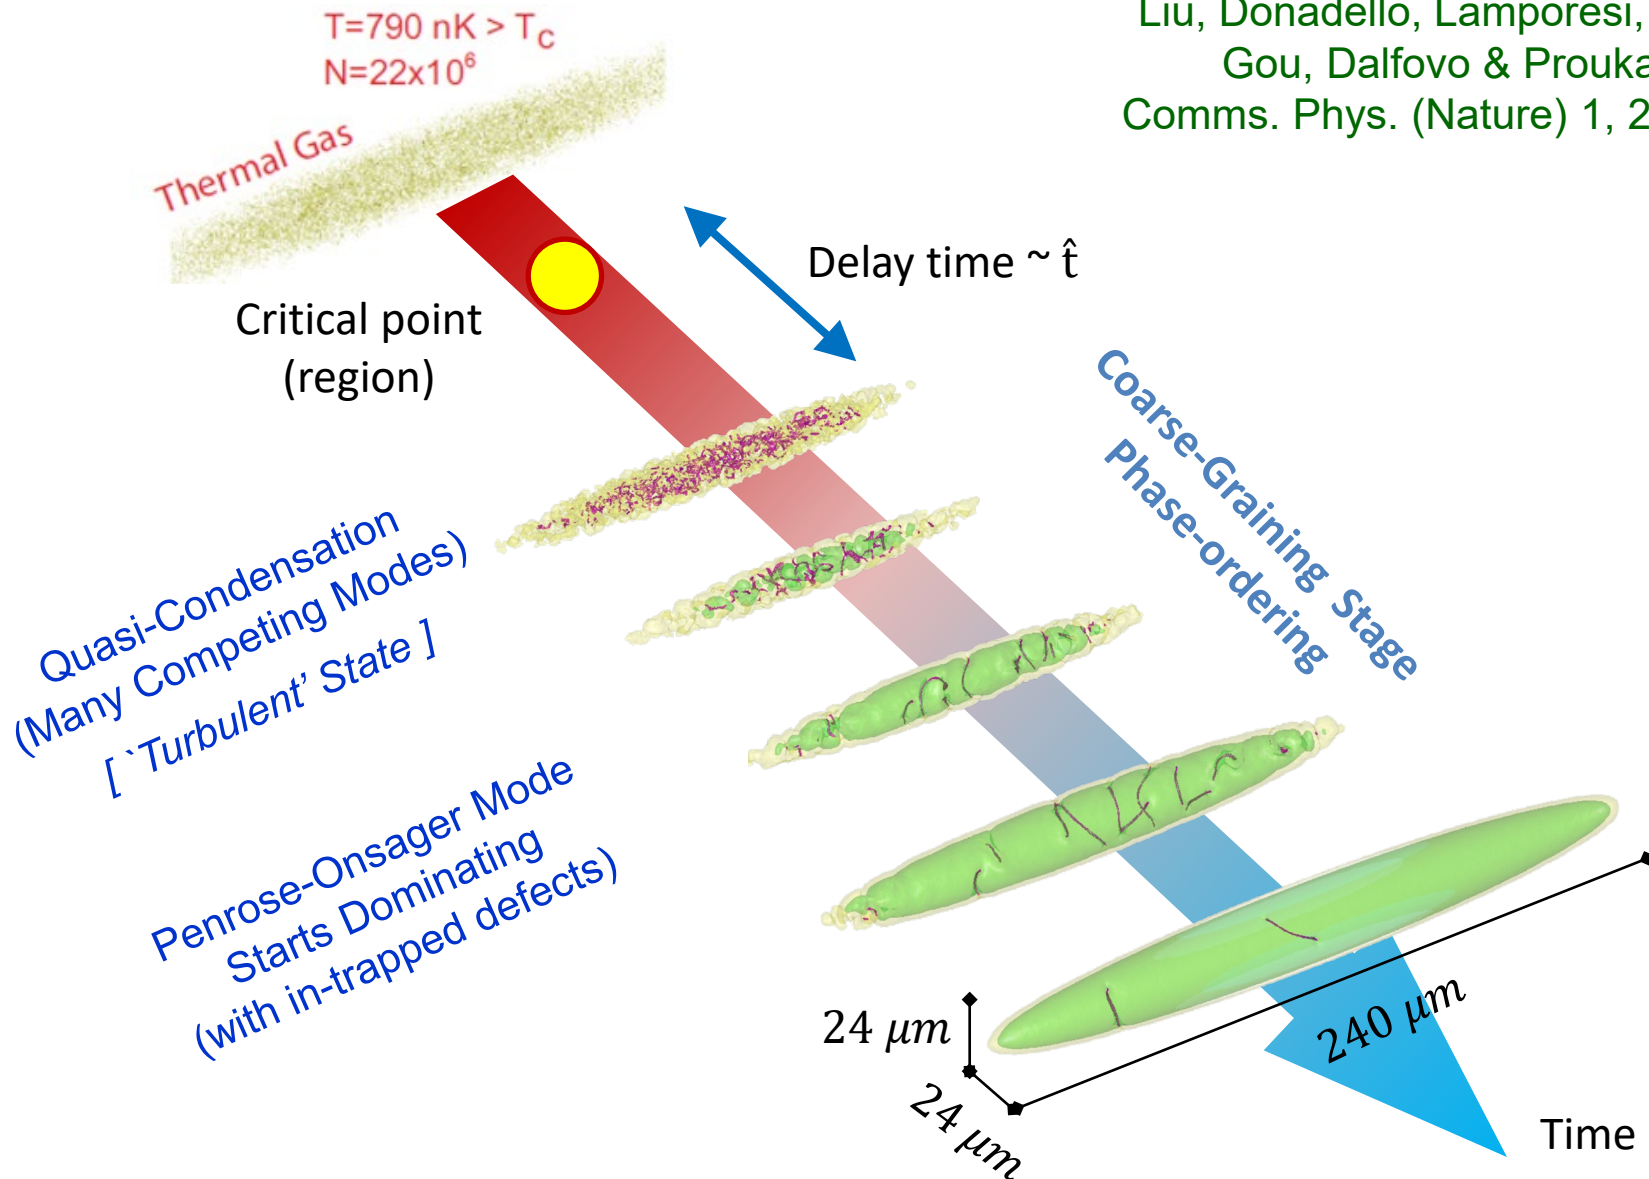 T=790 nK > TC
N=22x10⁶
Liu, Donadello, Lamporesi,
Gou, Dalfovo & Prouka
Comms. Phys. (Nature) 1, 2
Thermal Gas
Delay time ~ t̂
Critical point
(region)
Coarse-Graining Stage
Phase-ordering
Quasi-Condensation
(Many Competing Modes)
[ `Turbulent' State ]
Penrose-Onsager Mode
Starts Dominating
(with in-trapped defects)
24 μm
24 μm
240 μm
Time